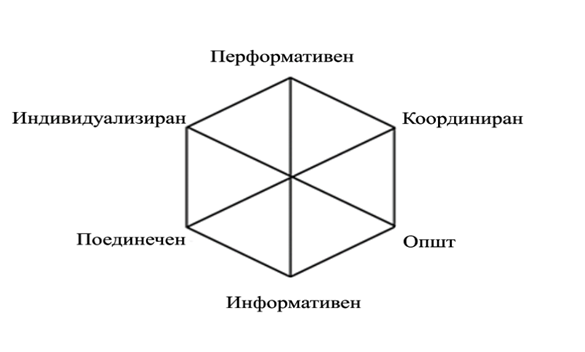 Перформативен
Индивидуализиран
Координиран
Поединечен
Општ
Информативен